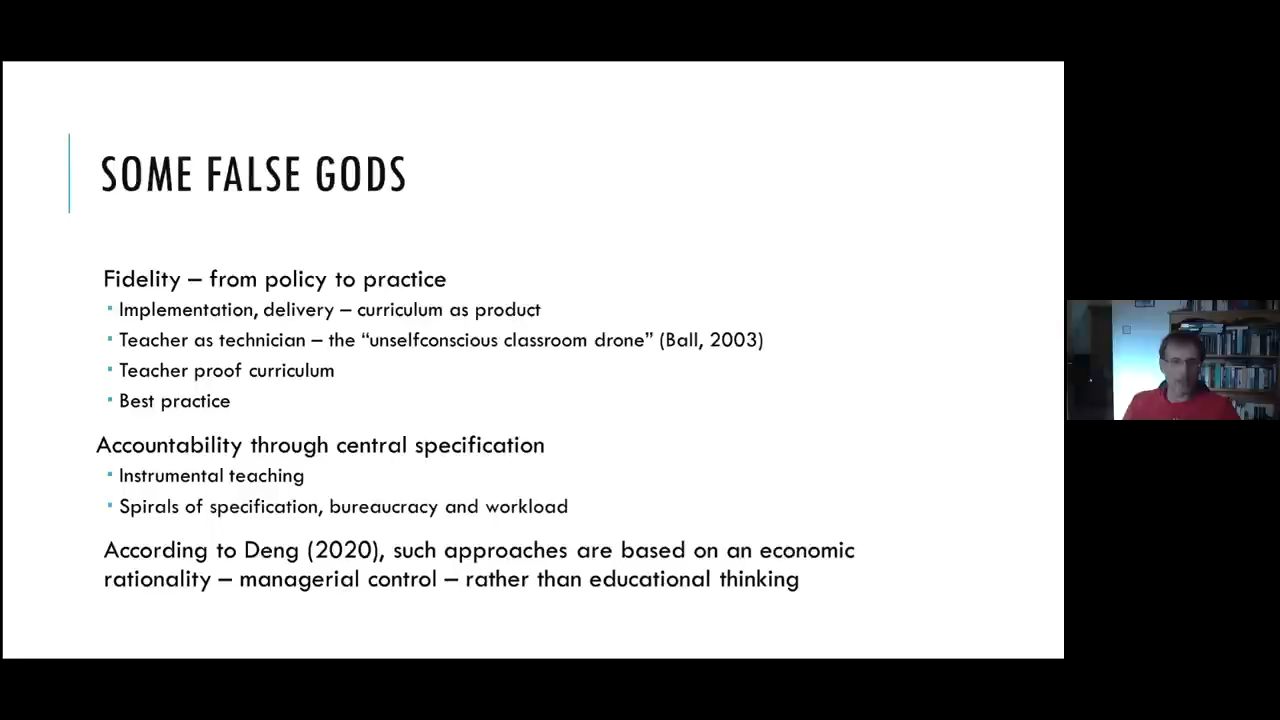 SOME FALSE GODS
Fidelity – from policy to practice
▪ Implementation, delivery – curriculum as product
▪ Teacher as technician – the “unselfconscious classroom drone” (Ball, 2003)
▪ Teacher proof curriculum
▪ Best practice
Accountability through central specification
▪ Instrumental teaching
▪ Spirals of specification, bureaucracy and workload
According to Deng (2020), such approaches are based on an economic
rationality – managerial control – rather than educational thinking